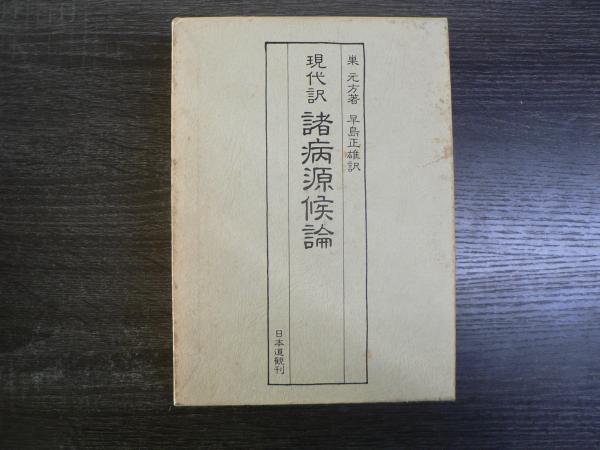 巣元方著 早島正雄訳
現代訳 諸病源候論
日本道観刊